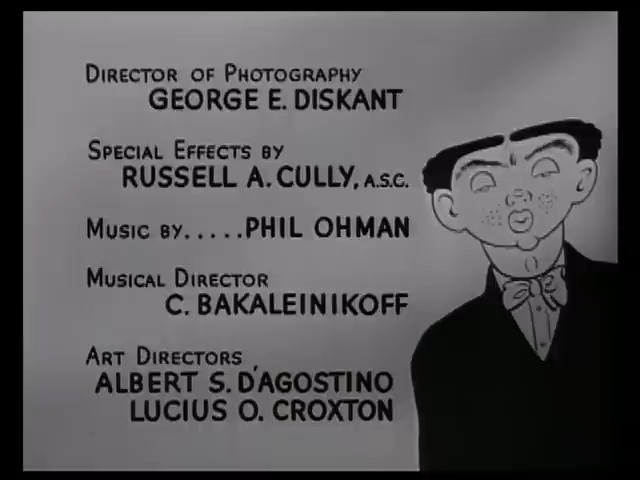 DIRECTOR OF PHOTOGRAPHY
GEORGE E. DISKANT
SPECIAL EFFECTS BY
RUSSELL A. CULLY, A.S.C.
MUSIC BY.....PHIL OHMAN
MUSICAL DIRECTOR
C. BAKALEINIKOFF
ART DIRECTORS
ALBERT S. D'AGOSTINO
LUCIUS O. CROXTON